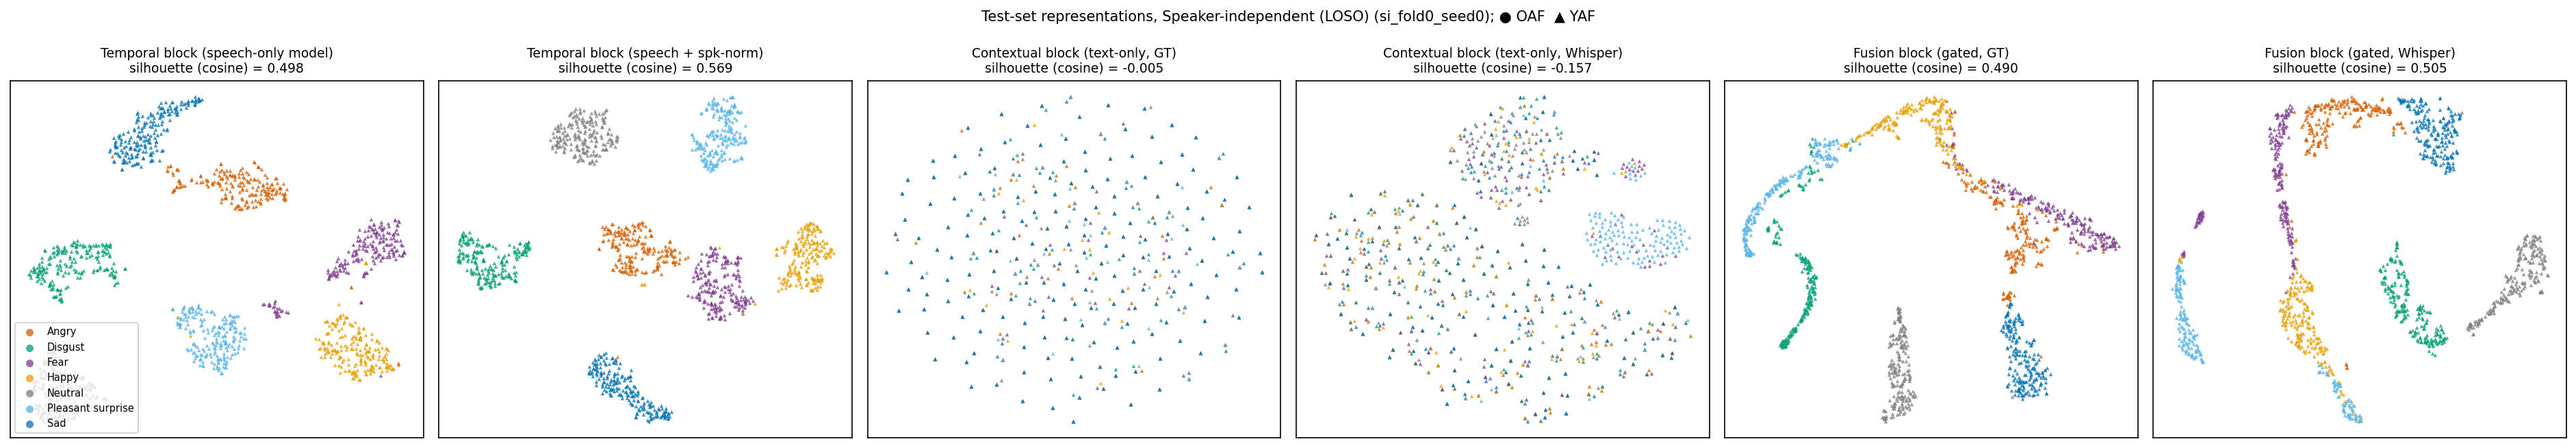 Test-set representations, Speaker-independent (LOSO) (si_fold0_seed0); ● OAF ▲ YAF
Temporal block (speech-only model)
silhouette (cosine) = 0.498
Temporal block (speech + spk-norm)
silhouette (cosine) = 0.569
Contextual block (text-only, GT)
silhouette (cosine) = -0.005
Contextual block (text-only, Whisper)
silhouette (cosine) = -0.157
Fusion block (gated, GT)
silhouette (cosine) = 0.490
Fusion block (gated, Whisper)
silhouette (cosine) = 0.505
Angry
Disgust
Fear
Happy
Neutral
Pleasant surprise
Sad